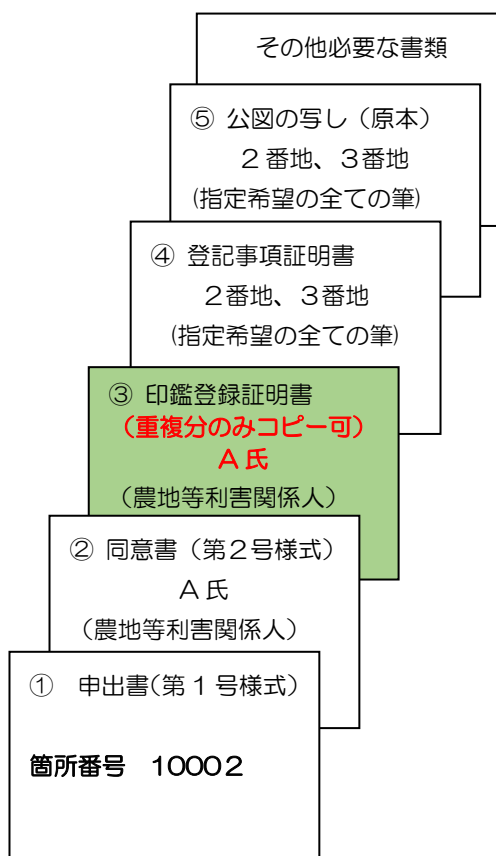 その他必要な書類
⑤ 公図の写し（原本）
２番地、３番地
(指定希望の全ての筆)
④ 登記事項証明書
２番地、３番地
(指定希望の全ての筆)
③ 印鑑登録証明書
（重複分のみコピー可）
Ａ氏
（農地等利害関係人）
② 同意書（第２号様式）
Ａ氏
（農地等利害関係人）
① 申出書(第１号様式)
箇所番号 10002